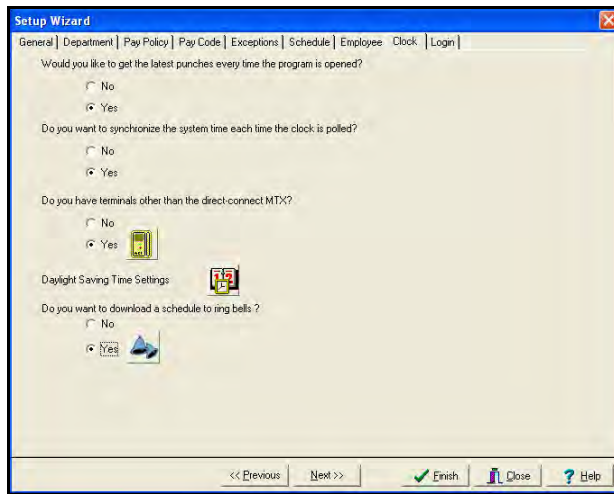 Setup Wizard
General Department Pay Policy Pay Code Exceptions Schedule Employee Clock Login
Would you like to get the latest punches every time the program is opened?
No
Yes
Do you want to synchronize the system time each time the clock is polled?
No
Yes
Do you have terminals other than the direct-connect MTX?
No
Yes
Daylight Saving Time Settings
Do you want to download a schedule to ring bells ?
No
Yes
<< Previous Next >> Finish Close ? Help